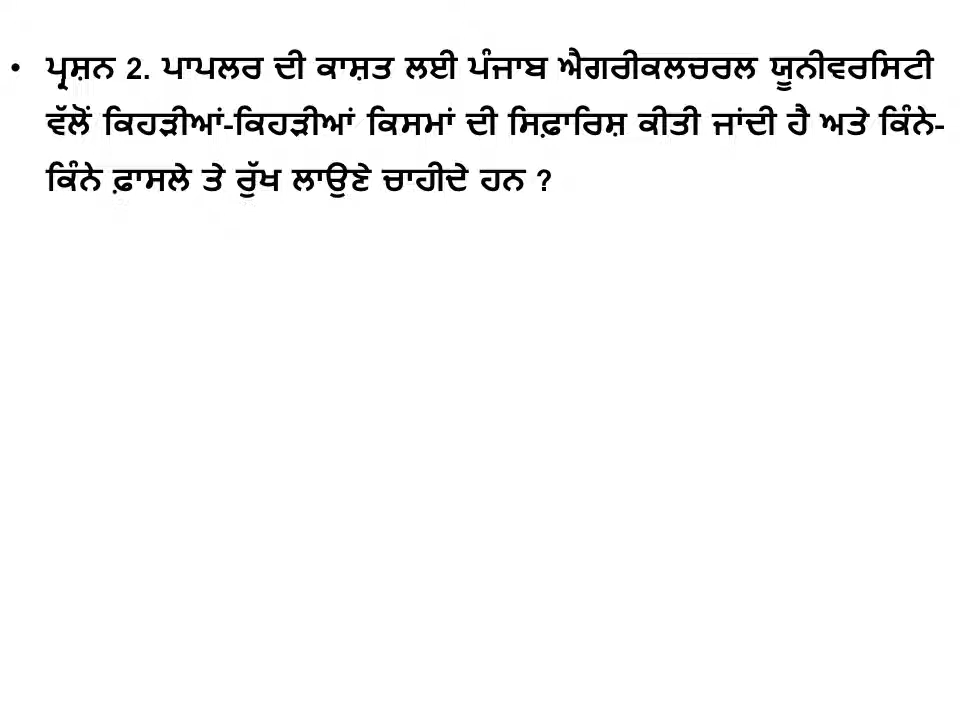 • ਪ੍ਰਸ਼ਨ 2. ਪਾਪਲਰ ਦੀ ਕਾਸ਼ਤ ਲਈ ਪੰਜਾਬ ਐਗਰੀਕਲਚਰਲ ਯੂਨੀਵਰਸਿਟੀ
ਵੱਲੋਂ ਕਿਹੜੀਆਂ-ਕਿਹੜੀਆਂ ਕਿਸਮਾਂ ਦੀ ਸਿਫ਼ਾਰਿਸ਼ ਕੀਤੀ ਜਾਂਦੀ ਹੈ ਅਤੇ ਕਿੰਨੇ-
ਕਿੰਨੇ ਫ਼ਾਸਲੇ ਤੇ ਰੁੱਖ ਲਾਉਣੇ ਚਾਹੀਦੇ ਹਨ ?